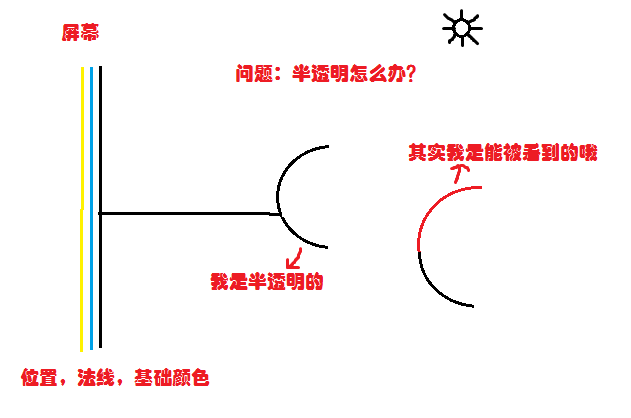 屏幕
问题：半透明怎么办？
其实我是能被看到的哦
我是半透明的
位置，法线，基础颜色